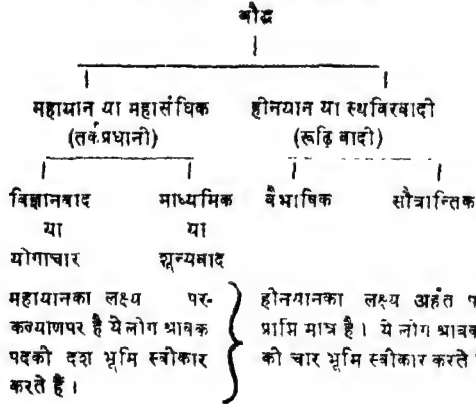 बौद्ध
महायान या महासंघिक हीनयान या स्थविरवादी
(तर्कप्रधानी) (रूढ़ि वादी)
विज्ञानवाद माध्यमिक वैभाषिक सौत्रान्तिक
या या
योगाचार शून्यवाद
महायानका लक्ष्य पर-
कल्याणपर है ये लोग श्रावक
पदकी दश भूमि स्वीकार
करते हैं।
हीनयानका लक्ष्य अर्हत
प्राप्ति मात्र है। ये लोग श्रावक
की चार भूमि स्वीकार करते